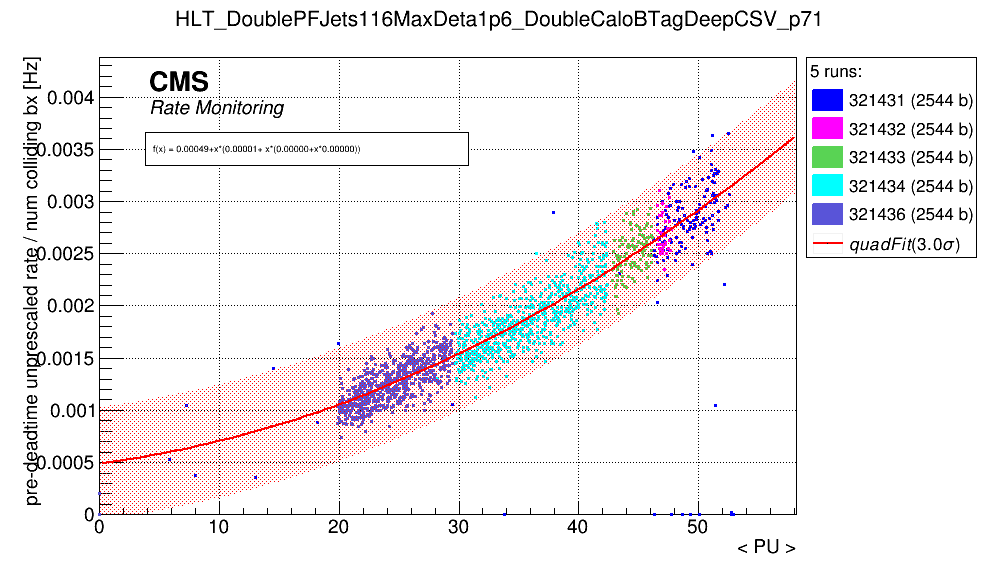 HLT_DoublePFJets116MaxDeta1p6_DoubleCaloBTagDeepCSV_p71
pre-deadtime unprescaled rate / num colliding bx [Hz]
CMS
Rate Monitoring
f(x) = 0.00049+x*(0.00001+ x*(0.00000+x*0.00000))
0.004
0.0035
0.003
0.0025
0.002
0.0015
0.001
0.0005
0
0 10 20 30 40 50
< PU >
5 runs:
321431 (2544 b)
321432 (2544 b)
321433 (2544 b)
321434 (2544 b)
321436 (2544 b)
quadFit(3.0σ)